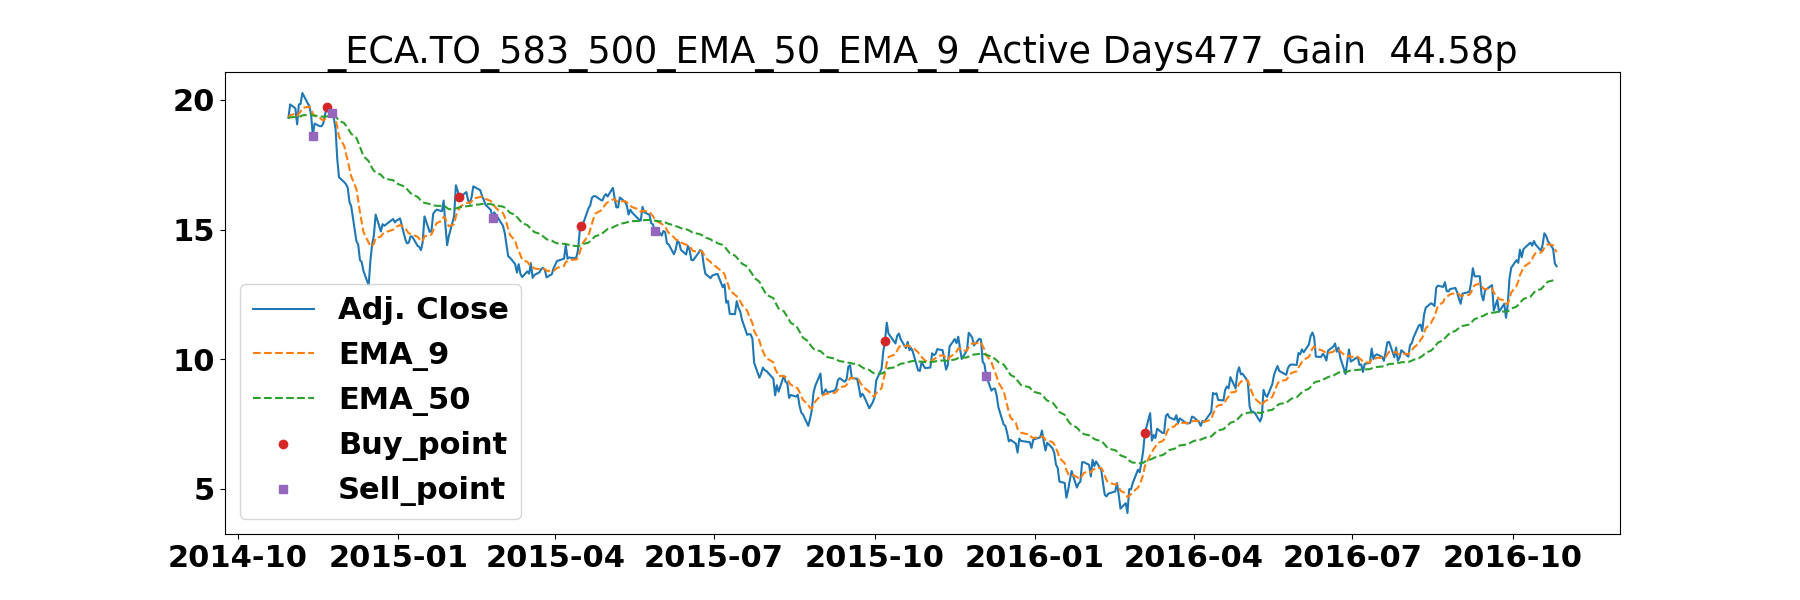 _ECA.TO_583_500_EMA_50_EMA_9_Active Days477_Gain  44.58p
20
15
10
5
Adj. Close
EMA_9
EMA_50
Buy_point
Sell_point
2014-10 2015-01 2015-04 2015-07 2015-10 2016-01 2016-04 2016-07 2016-10